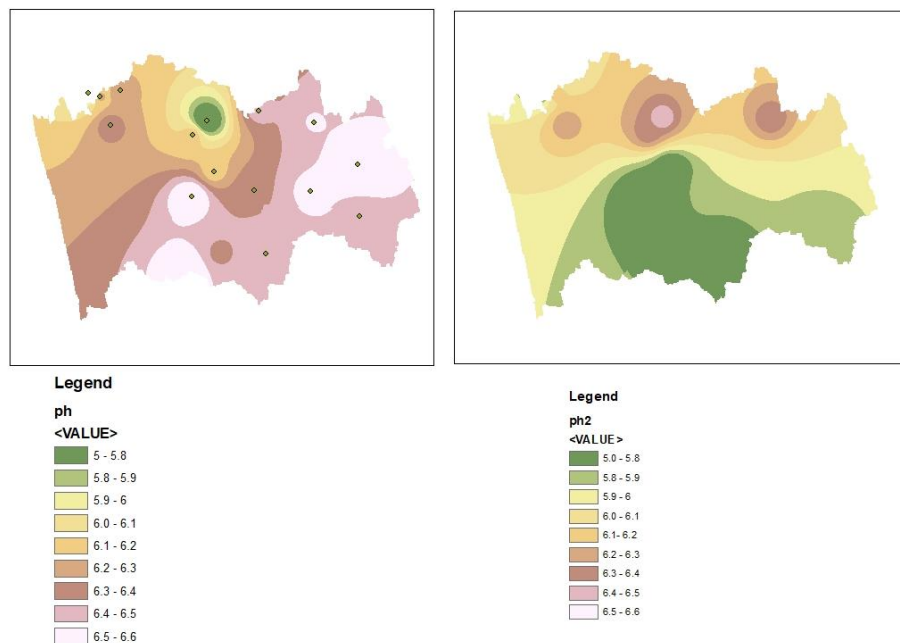 Legend
ph
<VALUE>
5 - 5.8
5.8 - 5.9
5.9 - 6
6.0 - 6.1
6.1 - 6.2
6.2 - 6.3
6.3 - 6.4
6.4 - 6.5
6.5 - 6.6
Legend
ph2
<VALUE>
5.0 - 5.8
5.8 - 5.9
5.9 - 6
6.0 - 6.1
6.1- 6.2
6.2 - 6.3
6.3 - 6.4
6.4 - 6.5
6.5 - 6.6